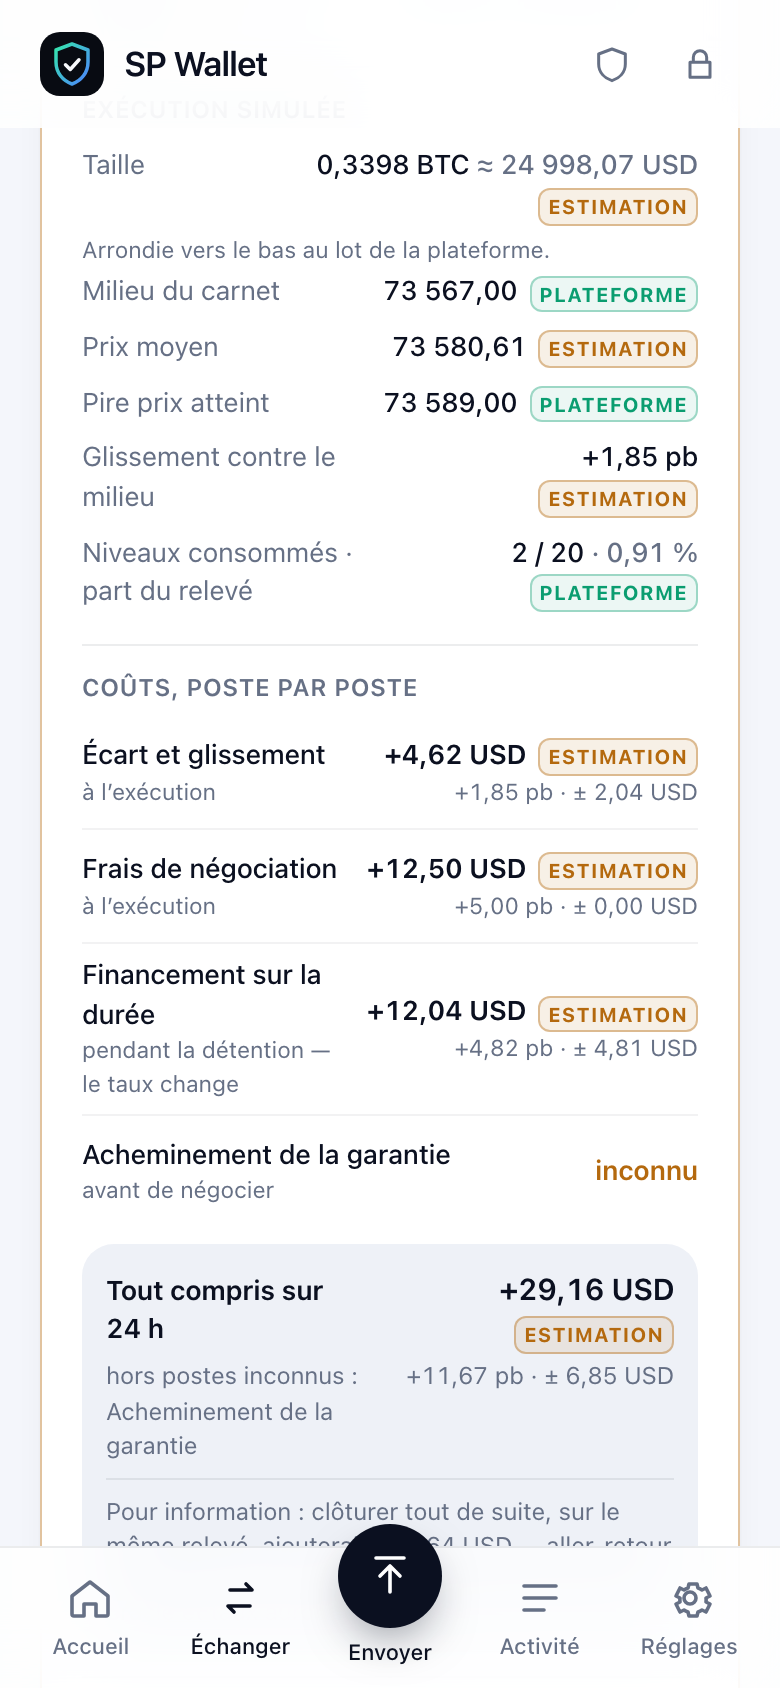 SP Wallet
EXÉCUTION SIMULÉE
Taille 0,3398 BTC ≈ 24 998,07 USD
ESTIMATION
Arrondie vers le bas au lot de la plateforme.
Milieu du carnet 73 567,00 PLATEFORME
Prix moyen 73 580,61 ESTIMATION
Pire prix atteint 73 589,00 PLATEFORME
Glissement contre le +1,85 pb
milieu ESTIMATION
Niveaux consommés · 2 / 20 · 0,91 %
part du relevé PLATEFORME
COÛTS, POSTE PAR POSTE
Écart et glissement +4,62 USD ESTIMATION
à l’exécution +1,85 pb · ± 2,04 USD
Frais de négociation +12,50 USD ESTIMATION
à l’exécution +5,00 pb · ± 0,00 USD
Financement sur la
durée +12,04 USD ESTIMATION
pendant la détention — +4,82 pb · ± 4,81 USD
le taux change
Acheminement de la garantie inconnu
avant de négocier
Tout compris sur +29,16 USD
24 h ESTIMATION
hors postes inconnus : +11,67 pb · ± 6,85 USD
Acheminement de la
garantie
Pour information : clôturer tout de suite, sur le
même relevé, 64 USD aller-retour
Accueil Échanger Envoyer Activité Réglages